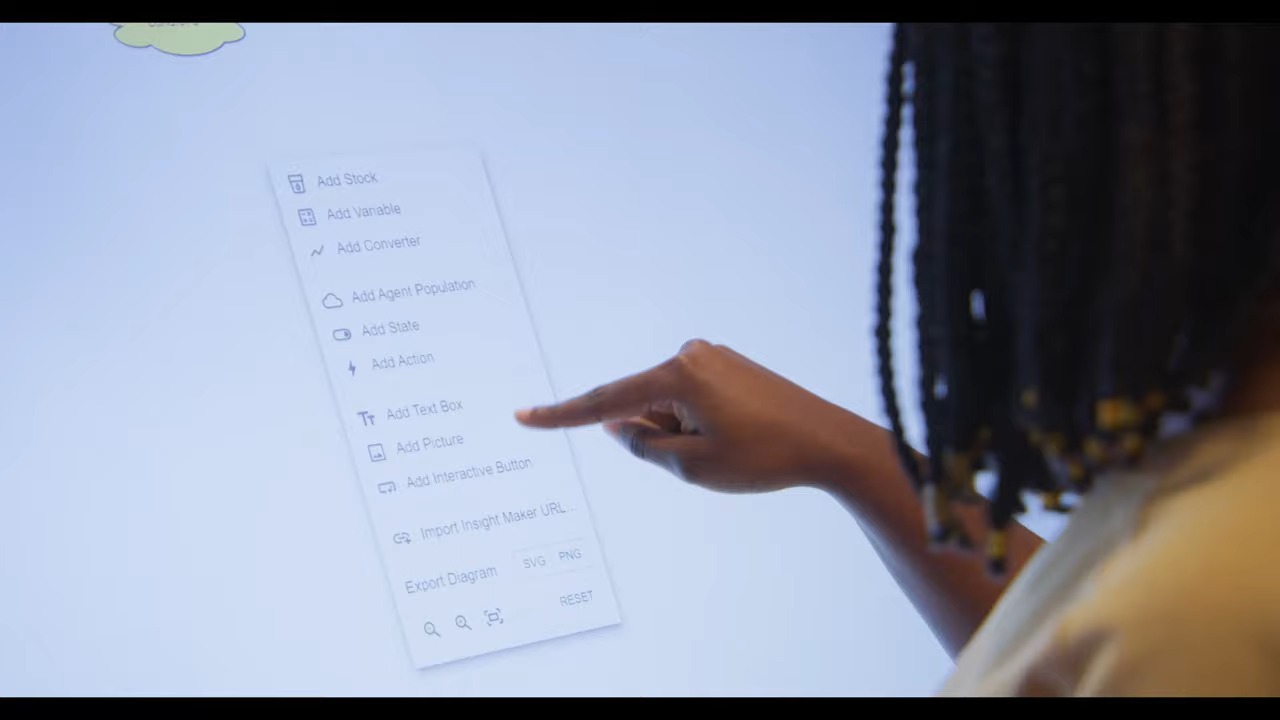 Add Stock
Add Variable
Add Converter
Add Agent Population
Add State
Add Action
Add Text Box
Add Picture
Add Interactive Button
Import Insight Maker URL...
Export Diagram SVG PNG
RESET